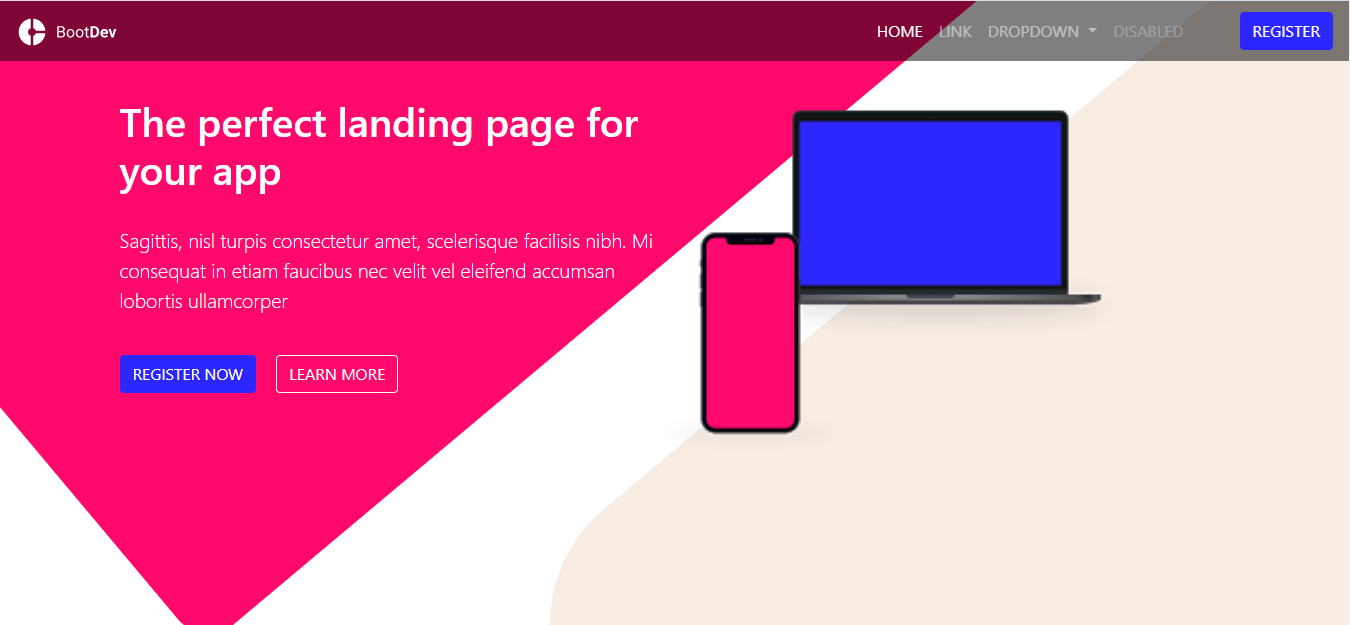 BootDev
HOME LINK DROPDOWN DISABLED REGISTER
The perfect landing page for
your app
Sagittis, nisl turpis consectetur amet, scelerisque facilisis nibh. Mi
consequat in etiam faucibus nec velit vel eleifend accumsan
lobortis ullamcorper
REGISTER NOW LEARN MORE